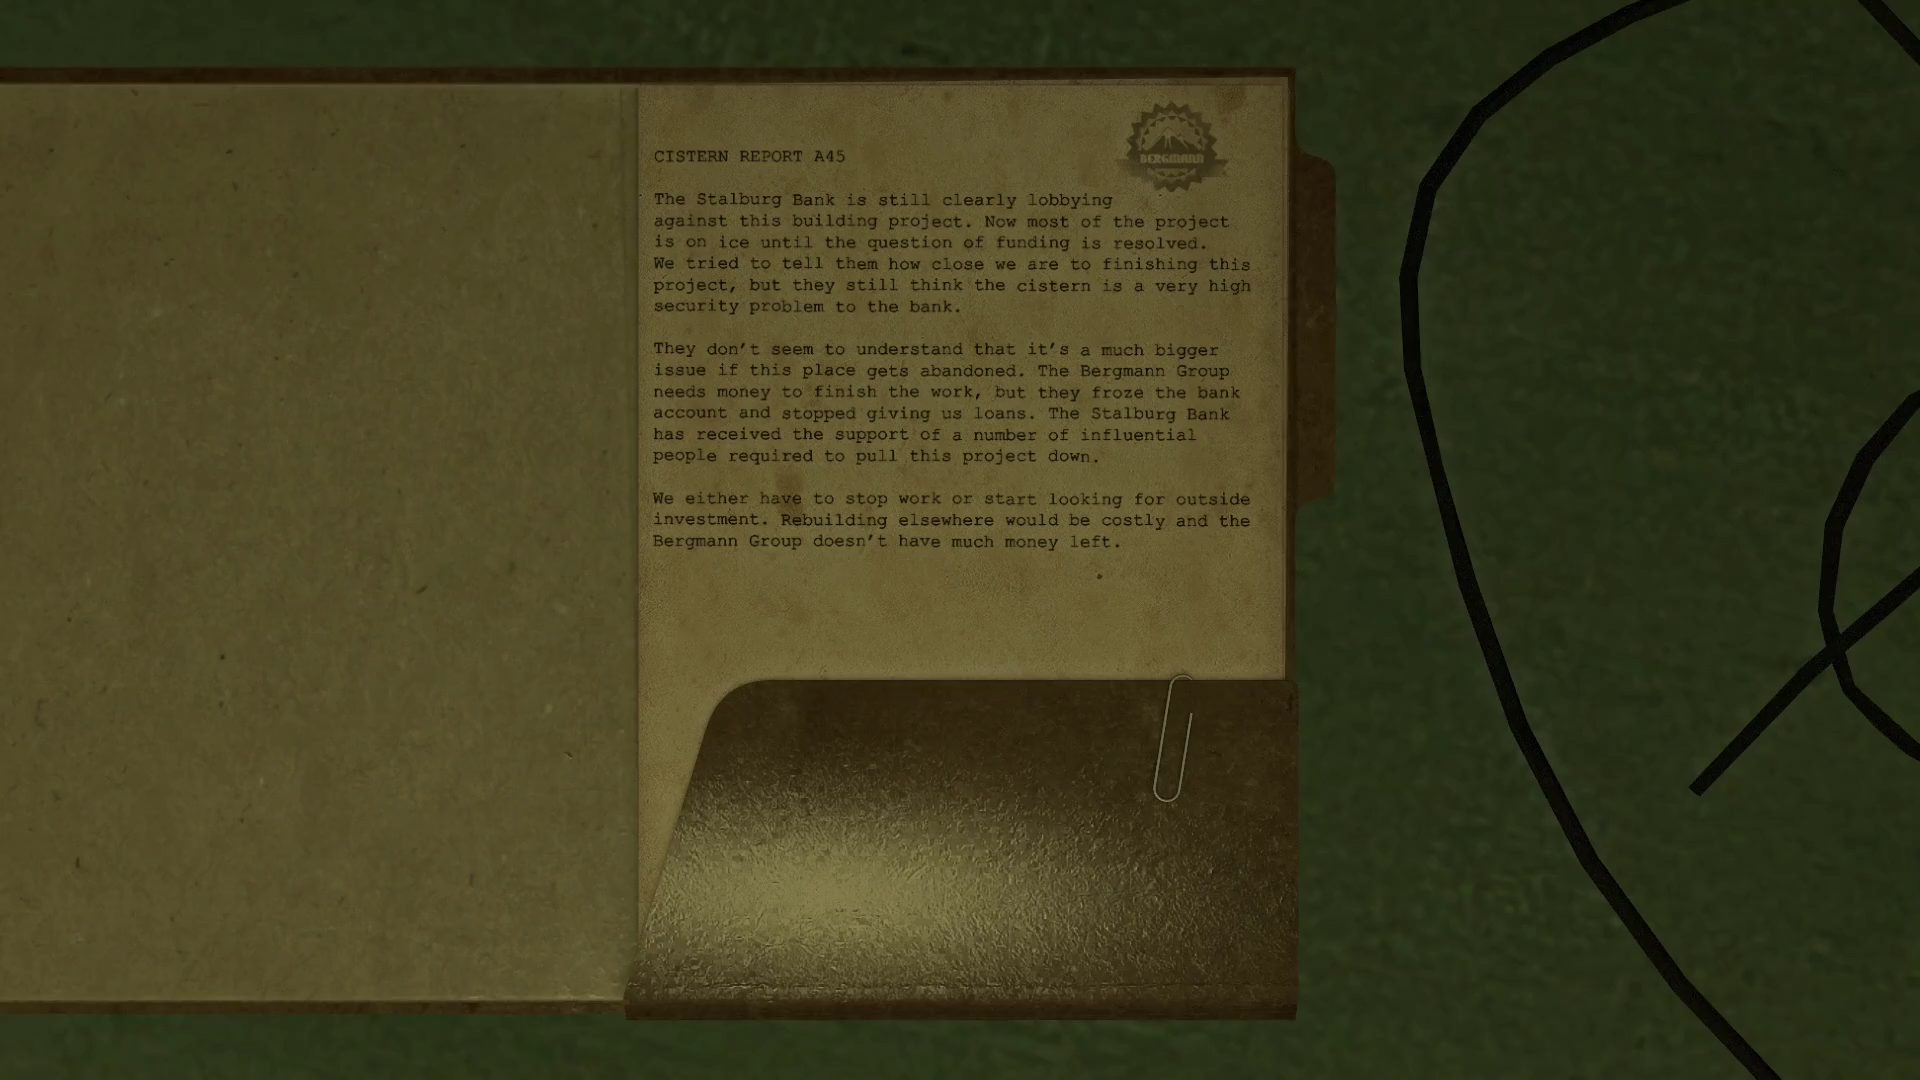 BERGMANN
CISTERN REPORT A45
The Stalburg Bank is still clearly lobbying
against this building project. Now most of the project
is on ice until the question of funding is resolved.
We tried to tell them how close we are to finishing this
project, but they still think the cistern is a very high
security problem to the bank.
They don't seem to understand that it's a much bigger
issue if this place gets abandoned. The Bergmann Group
needs money to finish the work, but they froze the bank
account and stopped giving us loans. The Stalburg Bank
has received the support of a number of influential
people required to pull this project down.
We either have to stop work or start looking for outside
investment. Rebuilding elsewhere would be costly and the
Bergmann Group doesn't have much money left.